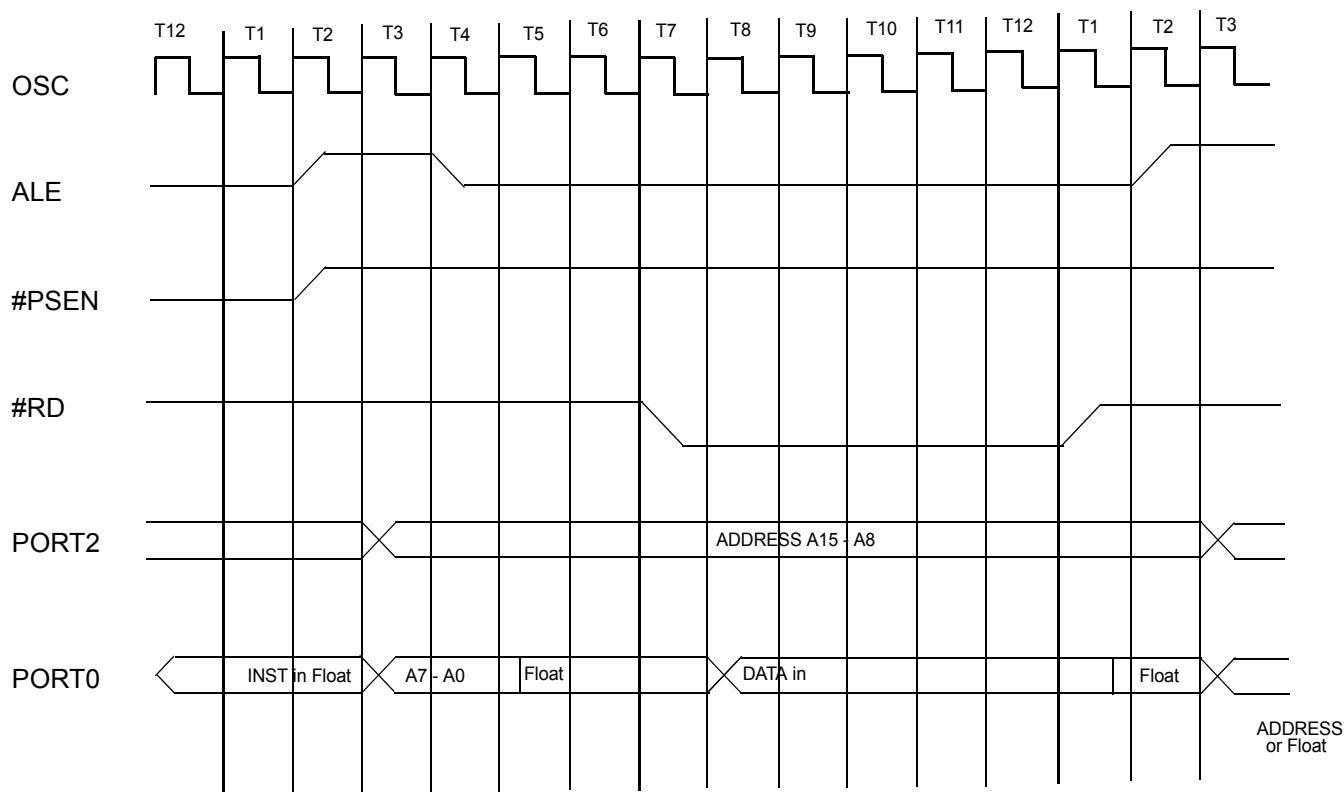 T12 T1 T2 T3 T4 T5 T6 T7 T8 T9 T10 T11 T12 T1 T2 T3
OSC
ALE
#PSEN
#RD
PORT2 ADDRESS A15 - A8
PORT0 INST in Float A7 - A0 Float DATA in Float
ADDRESS
or Float